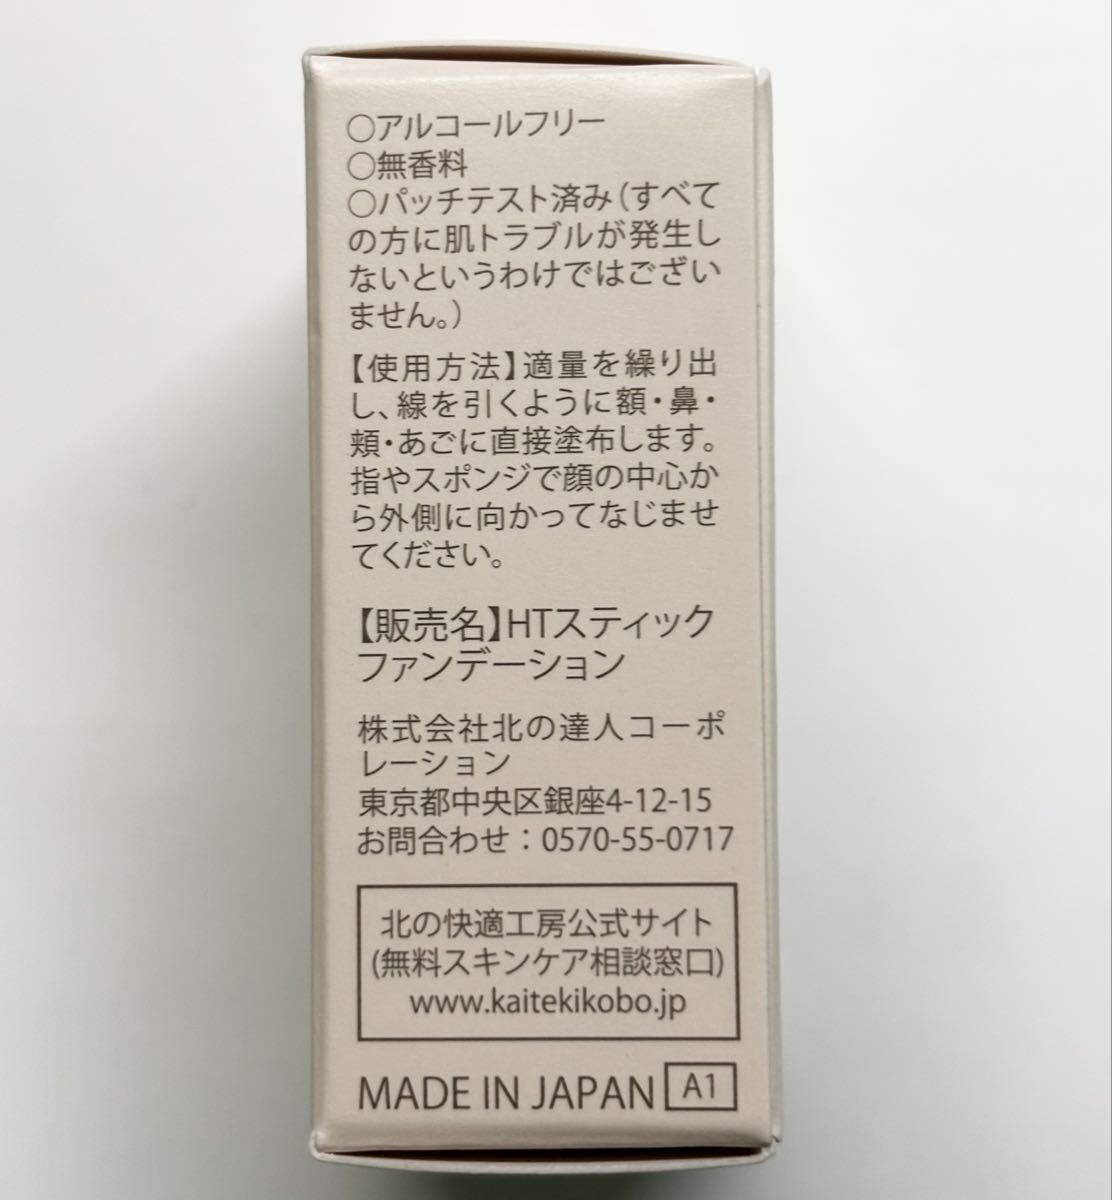 ○アルコールフリー
○無香料
○パッチテスト済み（すべて
の方に肌トラブルが発生し
ないというわけではござい
ません。）
【使用方法】適量を繰り出
し、線を引くように額・鼻・
頬・あごに直接塗布します。
指やスポンジで顔の中心か
ら外側に向かってなじませ
てください。
【販売名】HTスティック
ファンデーション
株式会社北の達人コーポ
レーション
東京都中央区銀座4-12-15
お問合わせ：0570-55-0717
北の快適工房公式サイト
(無料スキンケア相談窓口)
www.kaitekikobo.jp
MADE IN JAPAN A1